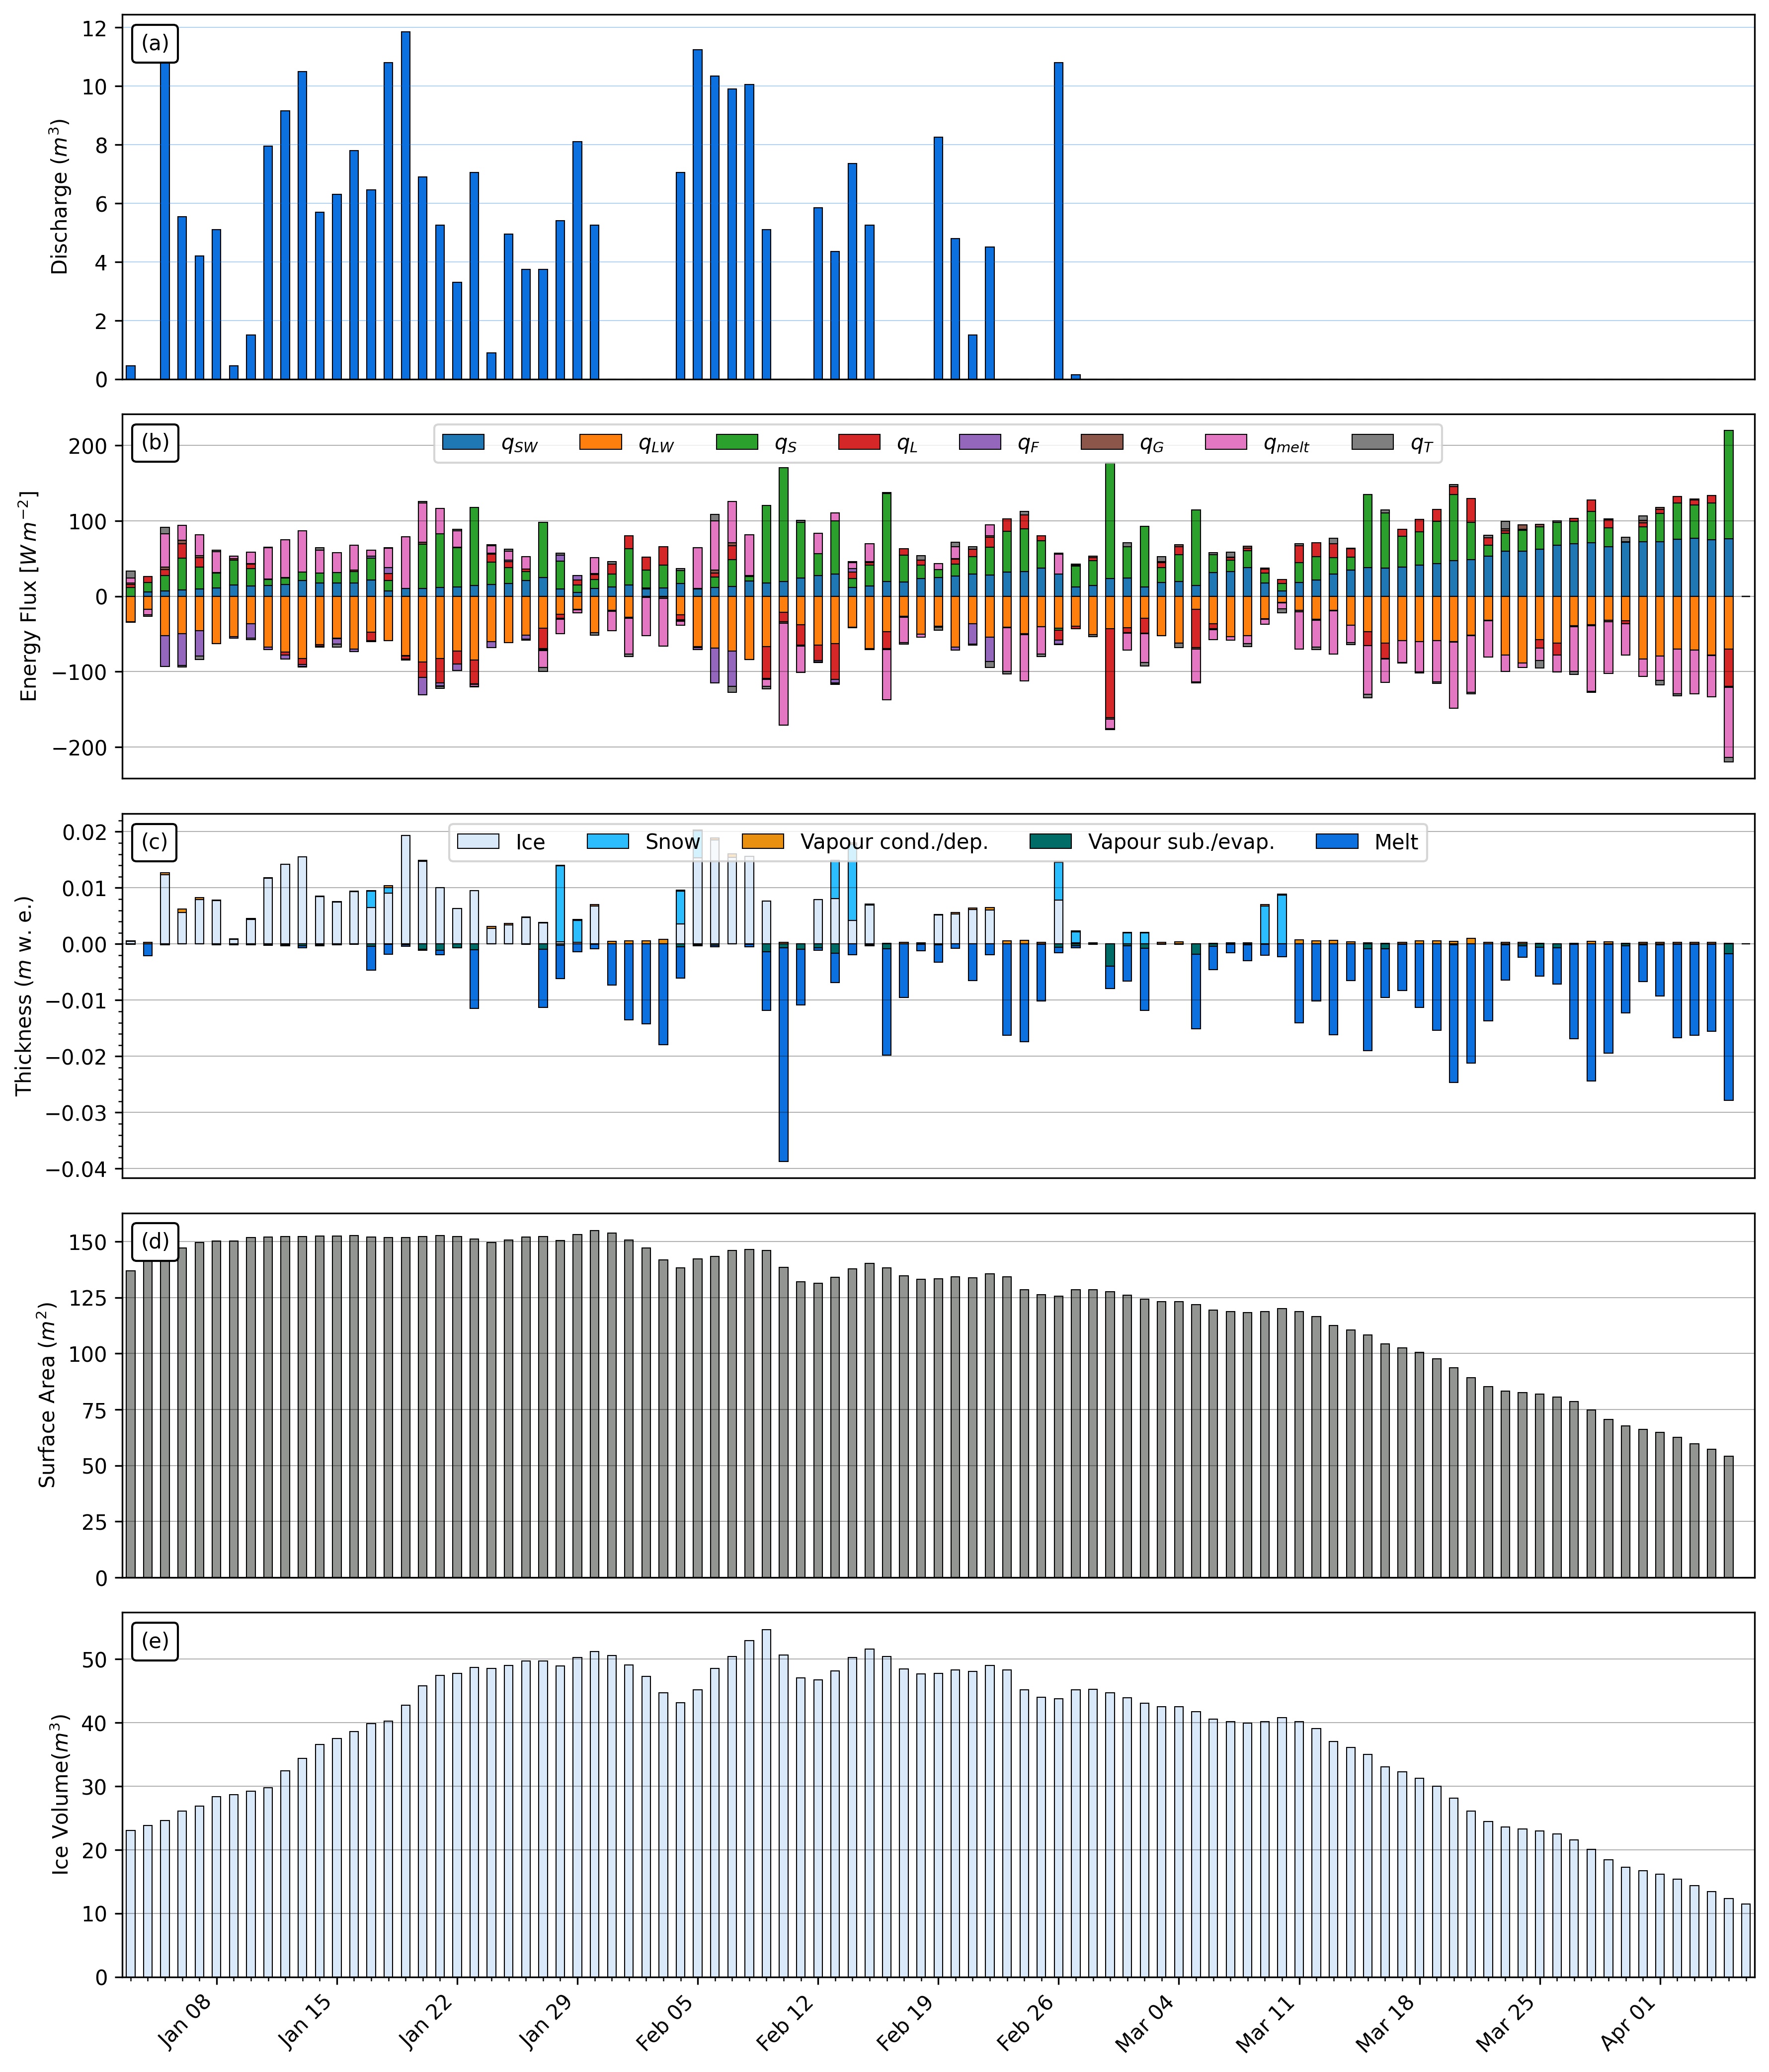 (a)
Discharge (m³)
12
10
8
6
4
2
0
(b)
q_SW q_LW q_S q_L q_F q_G q_melt q_T
Energy Flux [W m⁻²]
200
100
0
−100
−200
(c)
Ice Snow Vapour cond./dep. Vapour sub./evap. Melt
Thickness (m w. e.)
0.02
0.01
0.00
−0.01
−0.02
−0.03
−0.04
(d)
Surface Area (m²)
150
125
100
75
50
25
0
(e)
Ice Volume(m³)
50
40
30
20
10
0
Jan 08 Jan 15 Jan 22 Jan 29 Feb 05 Feb 12 Feb 19 Feb 26 Mar 04 Mar 11 Mar 18 Mar 25 Apr 01